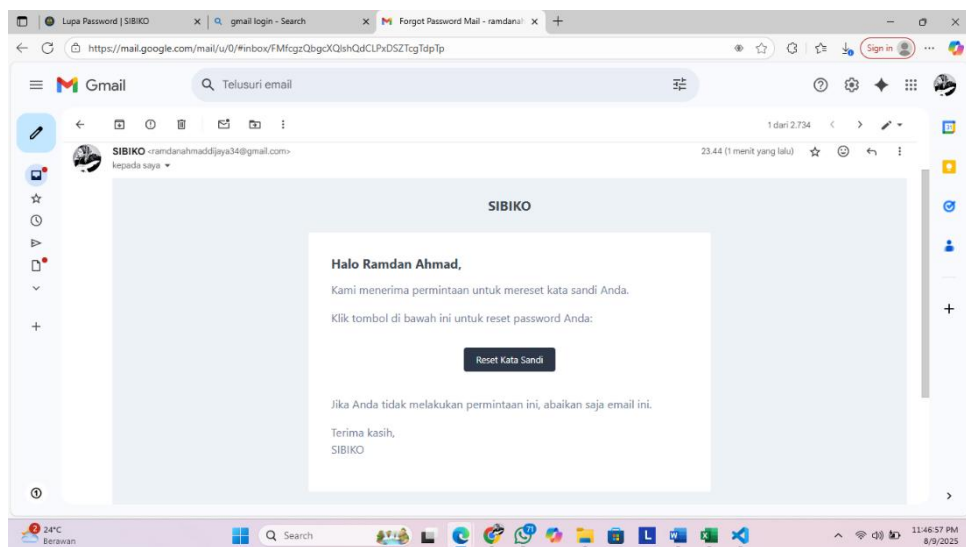 Lupa Password | SIBIKO
gmail login - Search
Forgot Password Mail - ramdanah
https://mail.google.com/mail/u/0/#inbox/FMfcgzQbgcXQlshQdCLPxDSZTcgTdpTp
Sign in
Gmail
Telusuri email
1 dari 2.734
SIBIKO <ramdanahmaddijaya34@gmail.com>
23.44 (1 menit yang lalu)
kepada saya
SIBIKO
Halo Ramdan Ahmad,
Kami menerima permintaan untuk mereset kata sandi Anda.
Klik tombol di bawah ini untuk reset password Anda:
Reset Kata Sandi
Jika Anda tidak melakukan permintaan ini, abaikan saja email ini.
Terima kasih,
SIBIKO
2
24°C
Berawan
Search
71
11:46:57 PM
8/9/2025